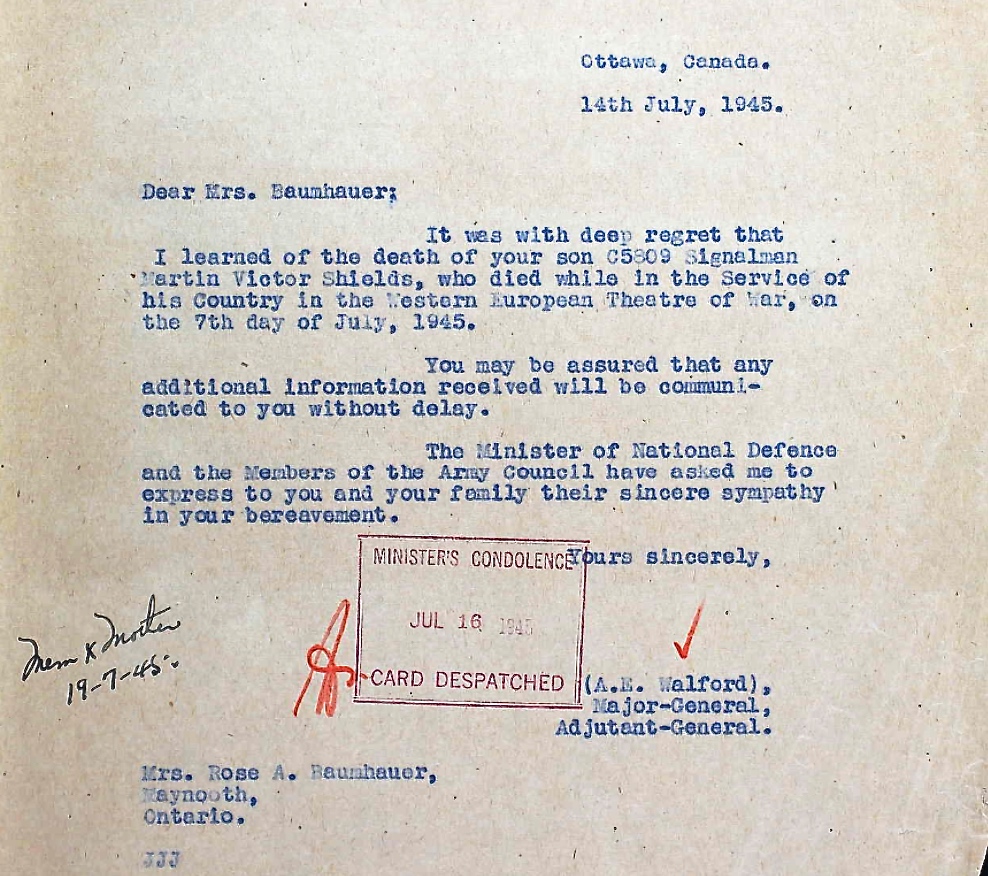 Ottawa, Canada.
14th July, 1945.
Dear Mrs. Baumhauer;
It was with deep regret that
I learned of the death of your son C5809 Signalman
Martin Victor Shields, who died while in the Service of
his Country in the Western European Theatre of War, on
the 7th day of July, 1945.
You may be assured that any
additional information received will be communi-
cated to you without delay.
The Minister of National Defence
and the Members of the Army Council have asked me to
express to you and your family their sincere sympathy
in your bereavement.
Yours sincerely,
MINISTER'S CONDOLENCE
JUL 16 1945
CARD DESPATCHED
Mem X Mother
19-7-45.
(A.E. Walford),
Major-General,
Adjutant-General.
Mrs. Rose A. Baumhauer,
Maynooth,
Ontario.
JJJ